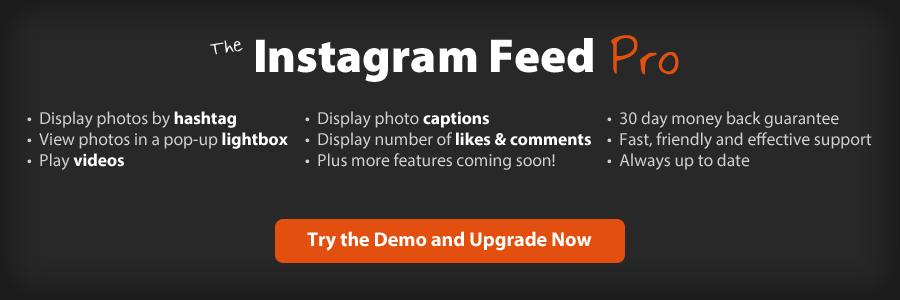 The Instagram Feed Pro
• Display photos by hashtag
• View photos in a pop-up lightbox
• Play videos
• Display photo captions
• Display number of likes & comments
• Plus more features coming soon!
• 30 day money back guarantee
• Fast, friendly and effective support
• Always up to date
Try the Demo and Upgrade Now